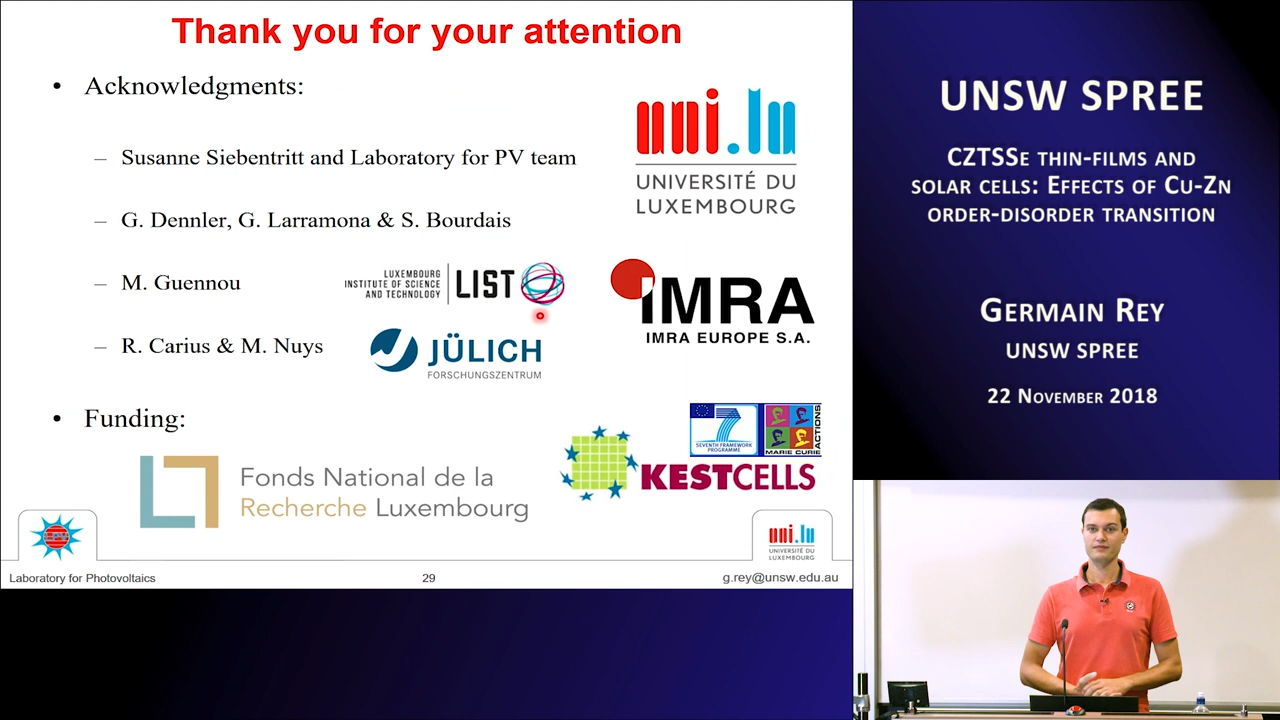 Thank you for your attention
• Acknowledgments:
– Susanne Siebentritt and Laboratory for PV team
uni.lu
UNIVERSITÉ DU
LUXEMBOURG
– G. Dennler, G. Larramona & S. Bourdais
– M. Guennou
LUXEMBOURG
INSTITUTE OF SCIENCE
AND TECHNOLOGY
LIST
IMRA
IMRA EUROPE S.A.
– R. Carius & M. Nuys
JÜLICH
FORSCHUNGSZENTRUM
• Funding:
Fonds National de la
Recherche Luxembourg
7
SEVENTH FRAMEWORK
PROGRAMME
MARIE CURIE
ACTIONS
KESTCELLS
uni.lu
UNIVERSITÉ DU
LUXEMBOURG
Laboratory for Photovoltaics
29
g.rey@unsw.edu.au
UNSW SPREE
CZTSSe thin-films and
solar cells: Effects of Cu-Zn
order-disorder transition
Germain Rey
UNSW SPREE
22 November 2018